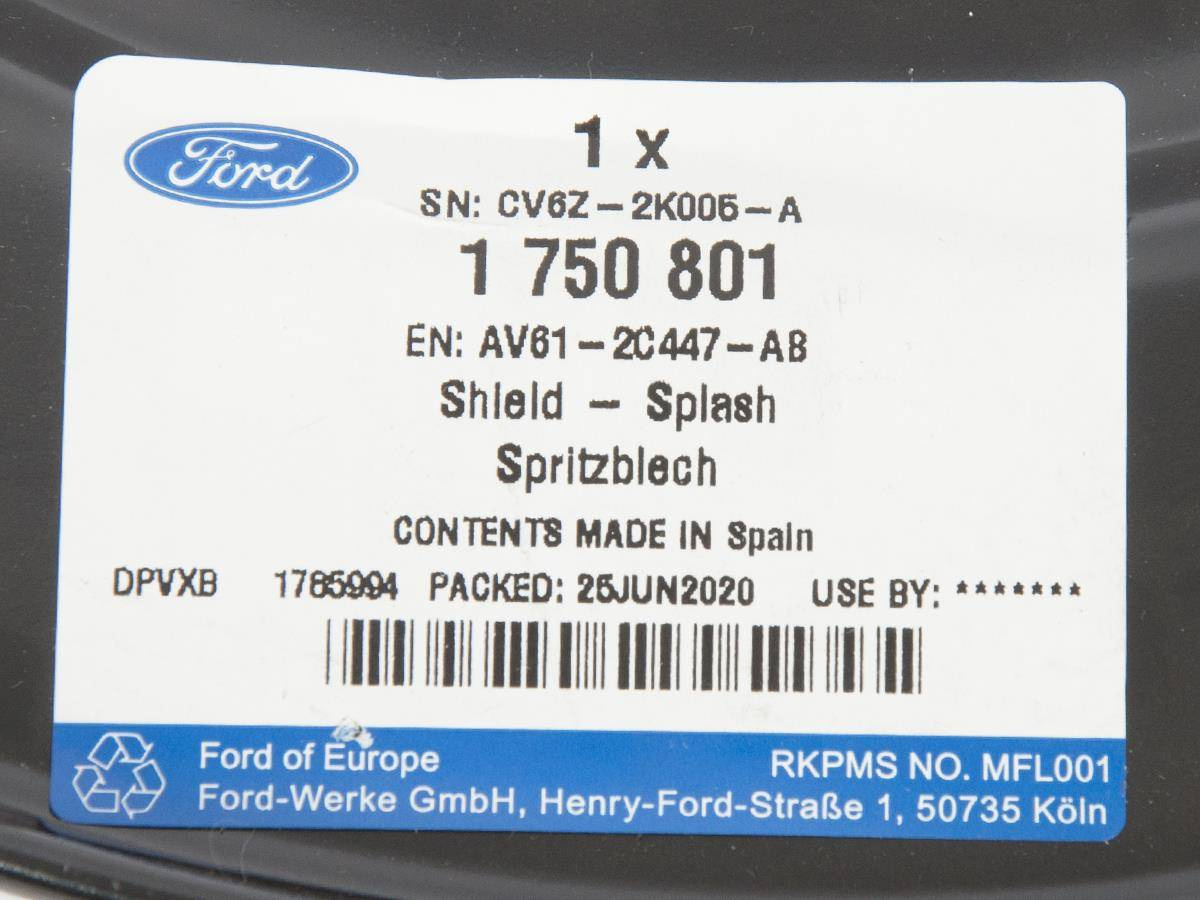 Ford
1 x
SN: CV6Z-2K005-A
1 750 801
EN: AV61-2C447-AB
Shield - Splash
Spritzblech
CONTENTS MADE IN Spain
DPVXB 1785994 PACKED: 25JUN2020 USE BY: *******
Ford of Europe RKPMS NO. MFL001
Ford-Werke GmbH, Henry-Ford-Straße 1, 50735 Köln